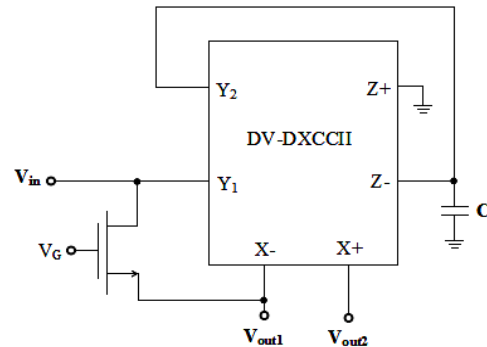 Y₂
Z+
DV-DXCCII
Vin
Y₁
Z-
C
VG
X-
X+
Vout1
Vout2